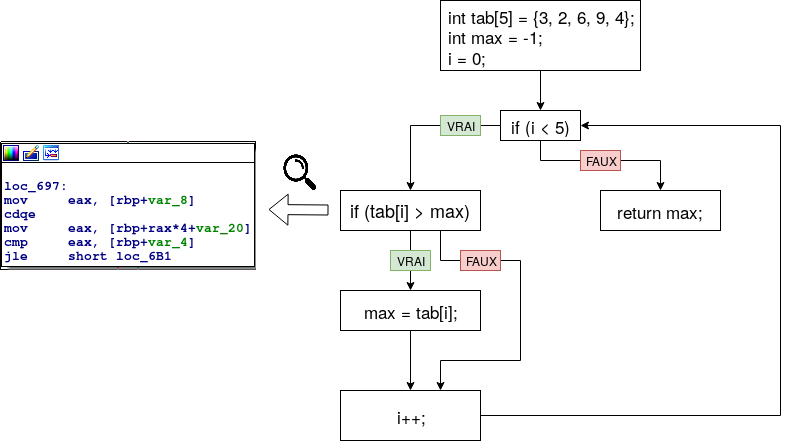 int tab[5] = {3, 2, 6, 9, 4};
int max = -1;
i = 0;
if (i < 5)
VRAI
FAUX
return max;
if (tab[i] > max)
VRAI
FAUX
max = tab[i];
i++;
loc_697:
mov     eax, [rbp+var_8]
cdqe
mov     eax, [rbp+rax*4+var_20]
cmp     eax, [rbp+var_4]
jle     short loc_6B1